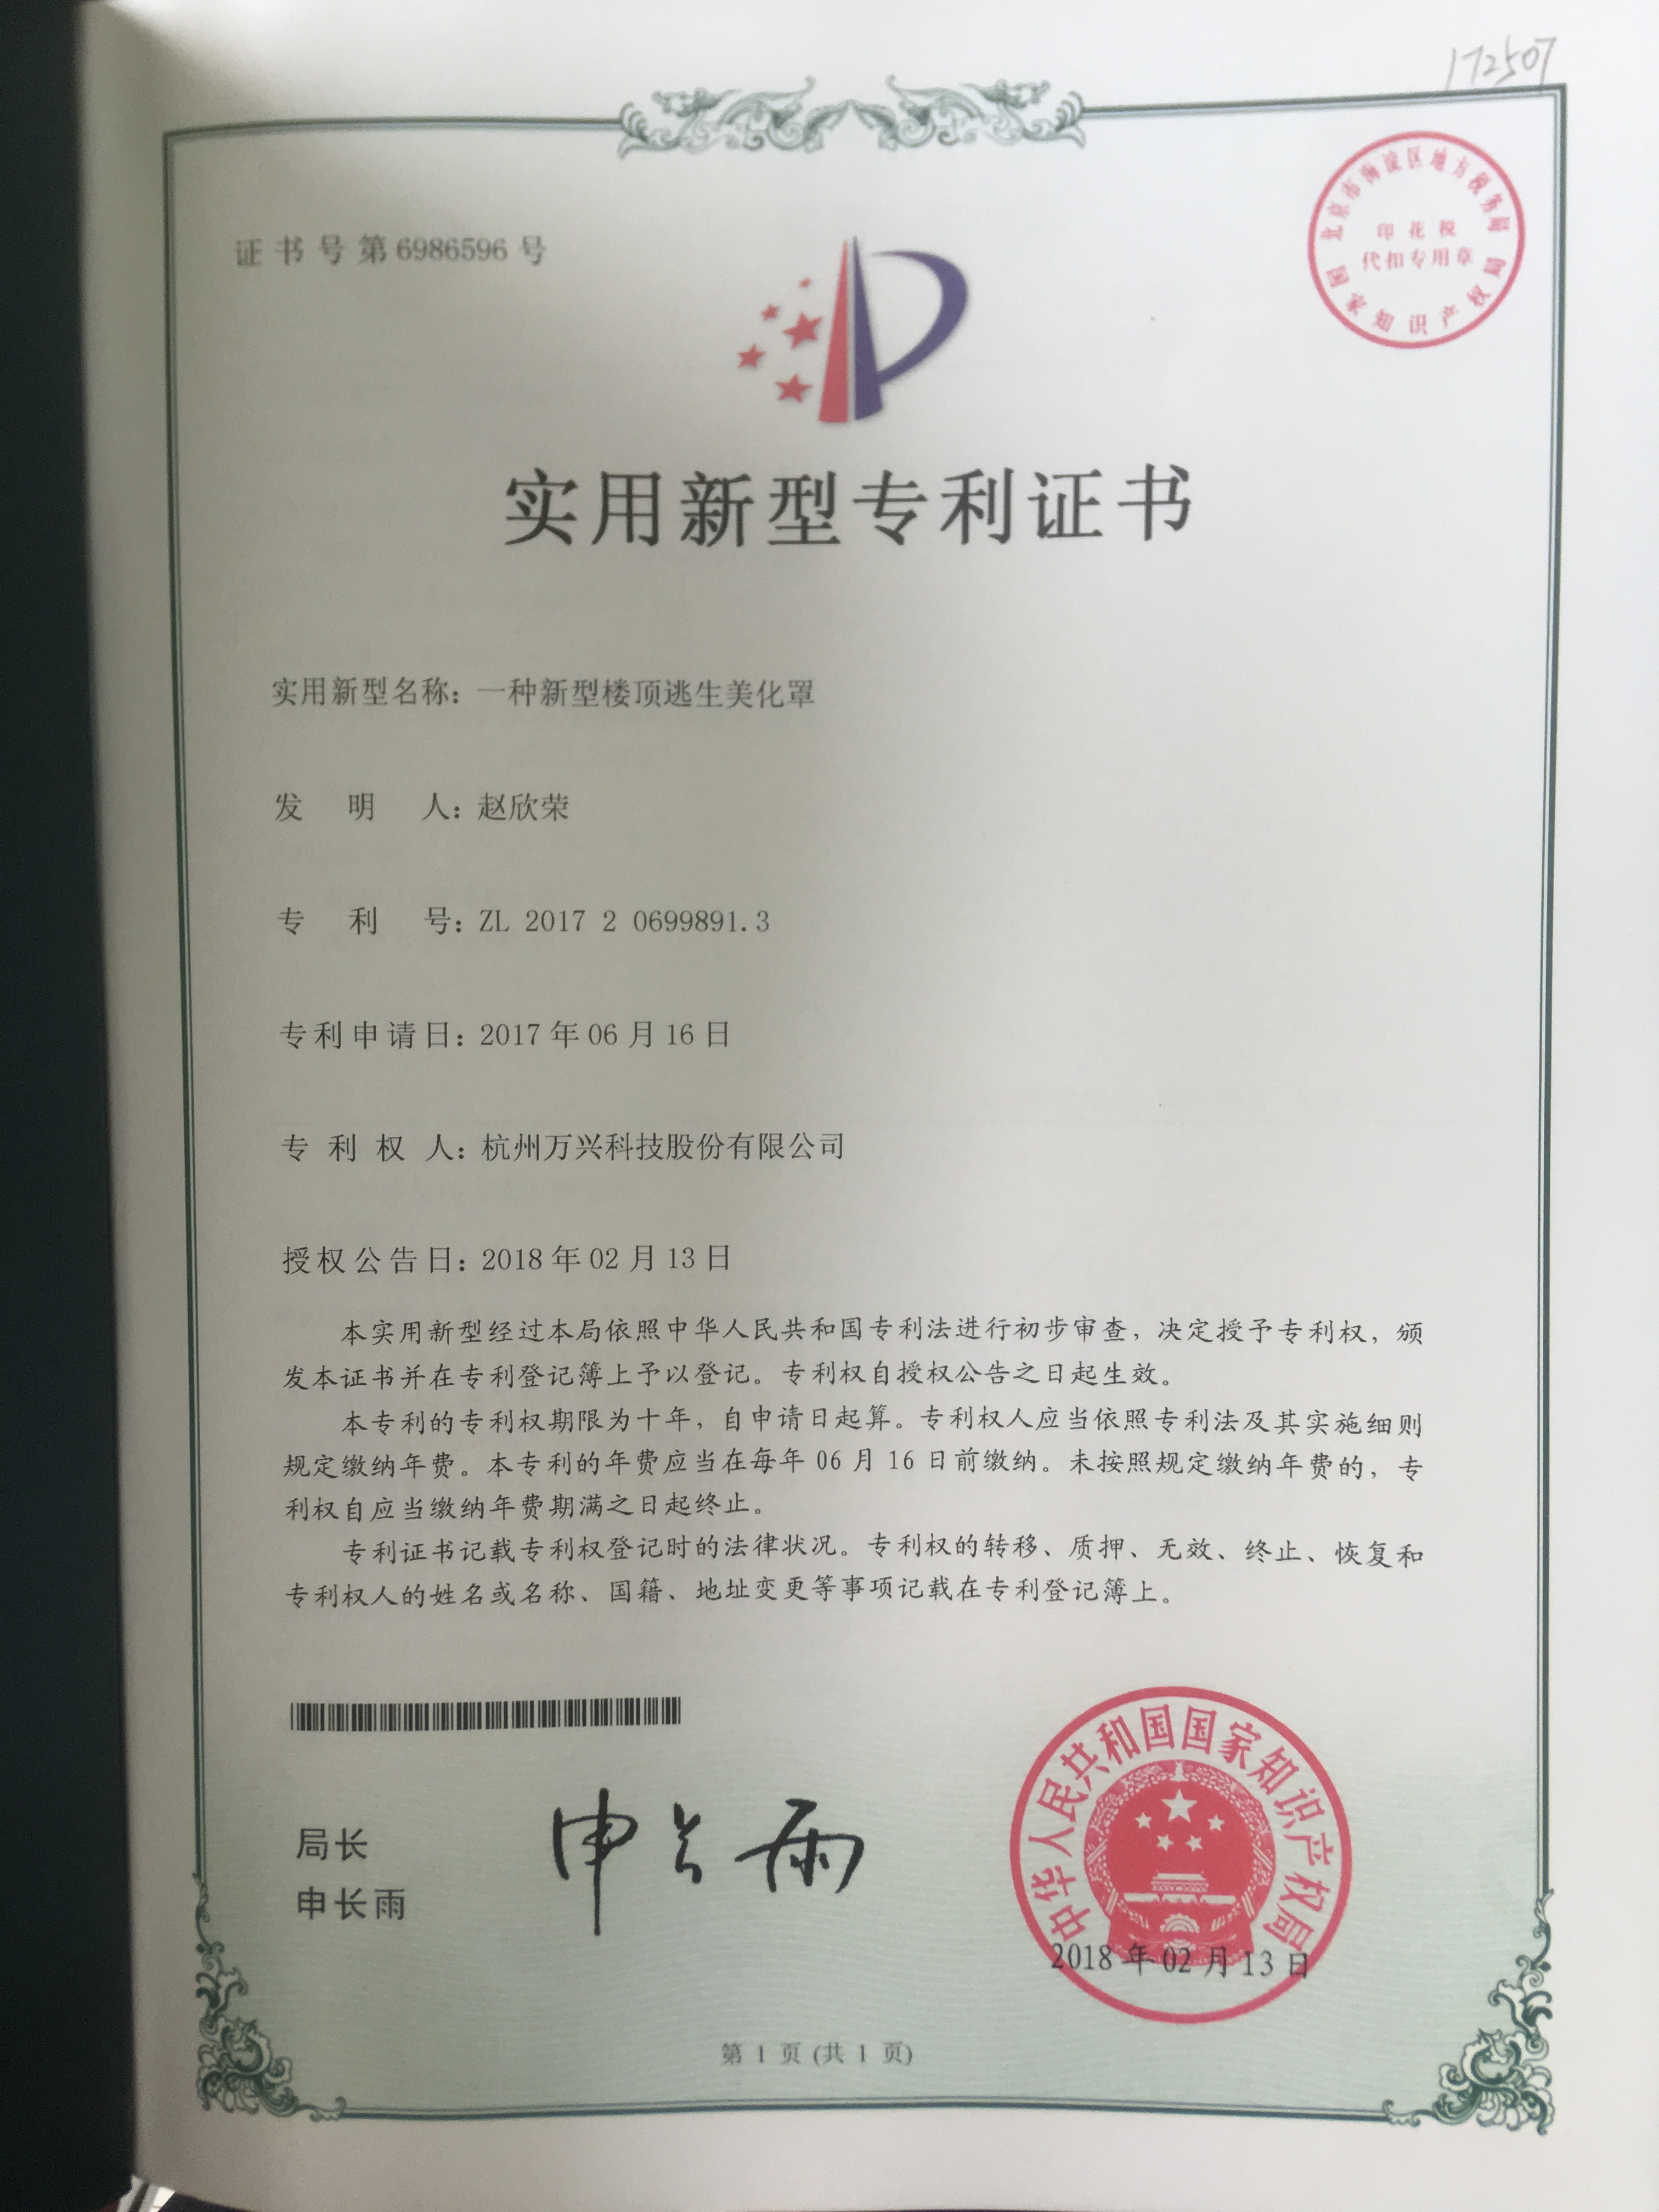 172507
证书号第6986596号
北京市海淀区地方税务局
印花税
代扣专用章
国家知识产权局
实用新型专利证书
实用新型名称：一种新型楼顶逃生美化罩
发明人：赵欣荣
专利号：ZL 2017 2 0699891.3
专利申请日：2017年06月16日
专利权人：杭州万兴科技股份有限公司
授权公告日：2018年02月13日
本实用新型经过本局依照中华人民共和国专利法进行初步审查，决定授予专利权，颁
发本证书并在专利登记簿上予以登记。专利权自授权公告之日起生效。
本专利的专利权期限为十年，自申请日起算。专利权人应当依照专利法及其实施细则
规定缴纳年费。本专利的年费应当在每年06月16日前缴纳。未按照规定缴纳年费的，专
利权自应当缴纳年费期满之日起终止。
专利证书记载专利权登记时的法律状况。专利权的转移、质押、无效、终止、恢复和
专利权人的姓名或名称、国籍、地址变更等事项记载在专利登记簿上。
局长
申长雨
申长雨
中华人民共和国国家知识产权局
2018年02月13日
第1页(共1页)